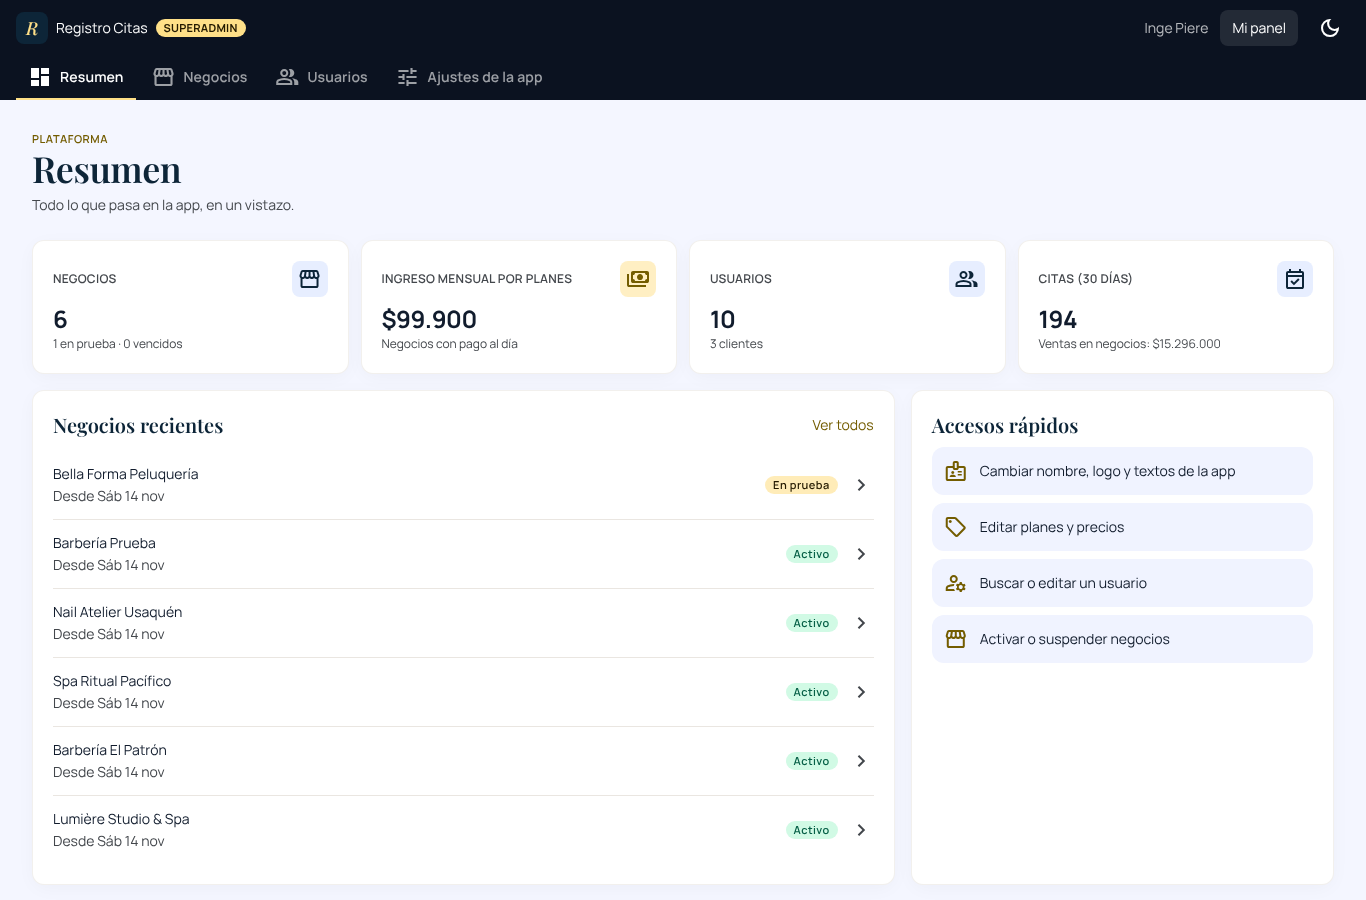 R Registro Citas SUPERADMIN
Inge Piere Mi panel
Resumen Negocios Usuarios Ajustes de la app
PLATAFORMA
Resumen
Todo lo que pasa en la app, en un vistazo.
NEGOCIOS
6
1 en prueba · 0 vencidos
INGRESO MENSUAL POR PLANES
$99.900
Negocios con pago al día
USUARIOS
10
3 clientes
CITAS (30 DÍAS)
194
Ventas en negocios: $15.296.000
Negocios recientes Ver todos
Bella Forma Peluquería
Desde Sáb 14 nov
En prueba
Barbería Prueba
Desde Sáb 14 nov
Activo
Nail Atelier Usaquén
Desde Sáb 14 nov
Activo
Spa Ritual Pacífico
Desde Sáb 14 nov
Activo
Barbería El Patrón
Desde Sáb 14 nov
Activo
Lumière Studio & Spa
Desde Sáb 14 nov
Activo
Accesos rápidos
Cambiar nombre, logo y textos de la app
Editar planes y precios
Buscar o editar un usuario
Activar o suspender negocios